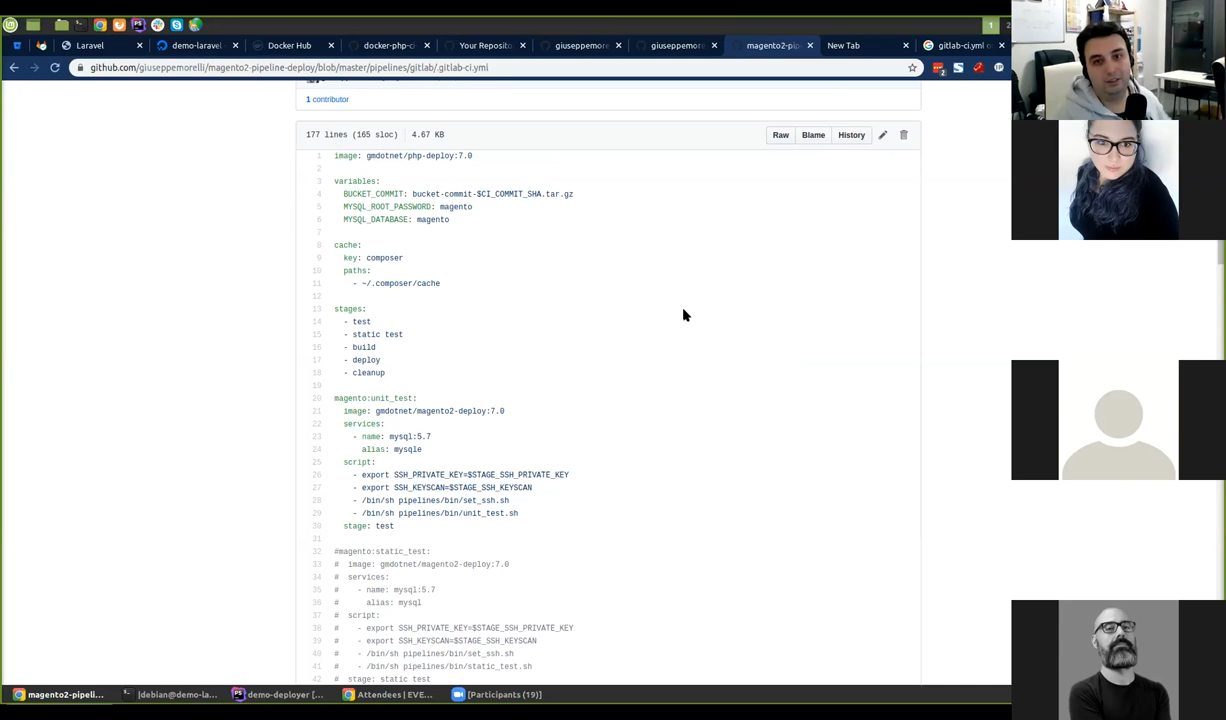 1
2
Laravel
demo-laravel
Docker Hub
docker-php-c
Your Reposito
giuseppemor
giuseppemore
magento2-pip
New Tab
gitlab-ci.yml o
github.com/giuseppemorelli/magento2-pipeline-deploy/blob/master/pipelines/gitlab/.gitlab-ci.yml
2
1 contributor
177 lines (165 sloc) 4.67 KB
Raw Blame History
1 image: gmdotnet/php-deploy:7.0
2
3 variables:
4 BUCKET_COMMIT: bucket-commit-$CI_COMMIT_SHA.tar.gz
5 MYSQL_ROOT_PASSWORD: magento
6 MYSQL_DATABASE: magento
7
8 cache:
9 key: composer
10 paths:
11 - ~/.composer/cache
12
13 stages:
14 - test
15 - static test
16 - build
17 - deploy
18 - cleanup
19
20 magento:unit_test:
21 image: gmdotnet/magento2-deploy:7.0
22 services:
23 - name: mysql:5.7
24 alias: mysqle
25 script:
26 - export SSH_PRIVATE_KEY=$STAGE_SSH_PRIVATE_KEY
27 - export SSH_KEYSCAN=$STAGE_SSH_KEYSCAN
28 - /bin/sh pipelines/bin/set_ssh.sh
29 - /bin/sh pipelines/bin/unit_test.sh
30 stage: test
31
32 #magento:static_test:
33 # image: gmdotnet/magento2-deploy:7.0
34 # services:
35 # - name: mysql:5.7
36 # alias: mysql
37 # script:
38 # - export SSH_PRIVATE_KEY=$STAGE_SSH_PRIVATE_KEY
39 # - export SSH_KEYSCAN=$STAGE_SSH_KEYSCAN
40 # - /bin/sh pipelines/bin/set_ssh.sh
41 # - /bin/sh pipelines/bin/static_test.sh
42 # stage: static test
magento2-pipeli...
[debian@demo-la...
demo-deployer [...
Attendees | EVE...
[Participants (19)]